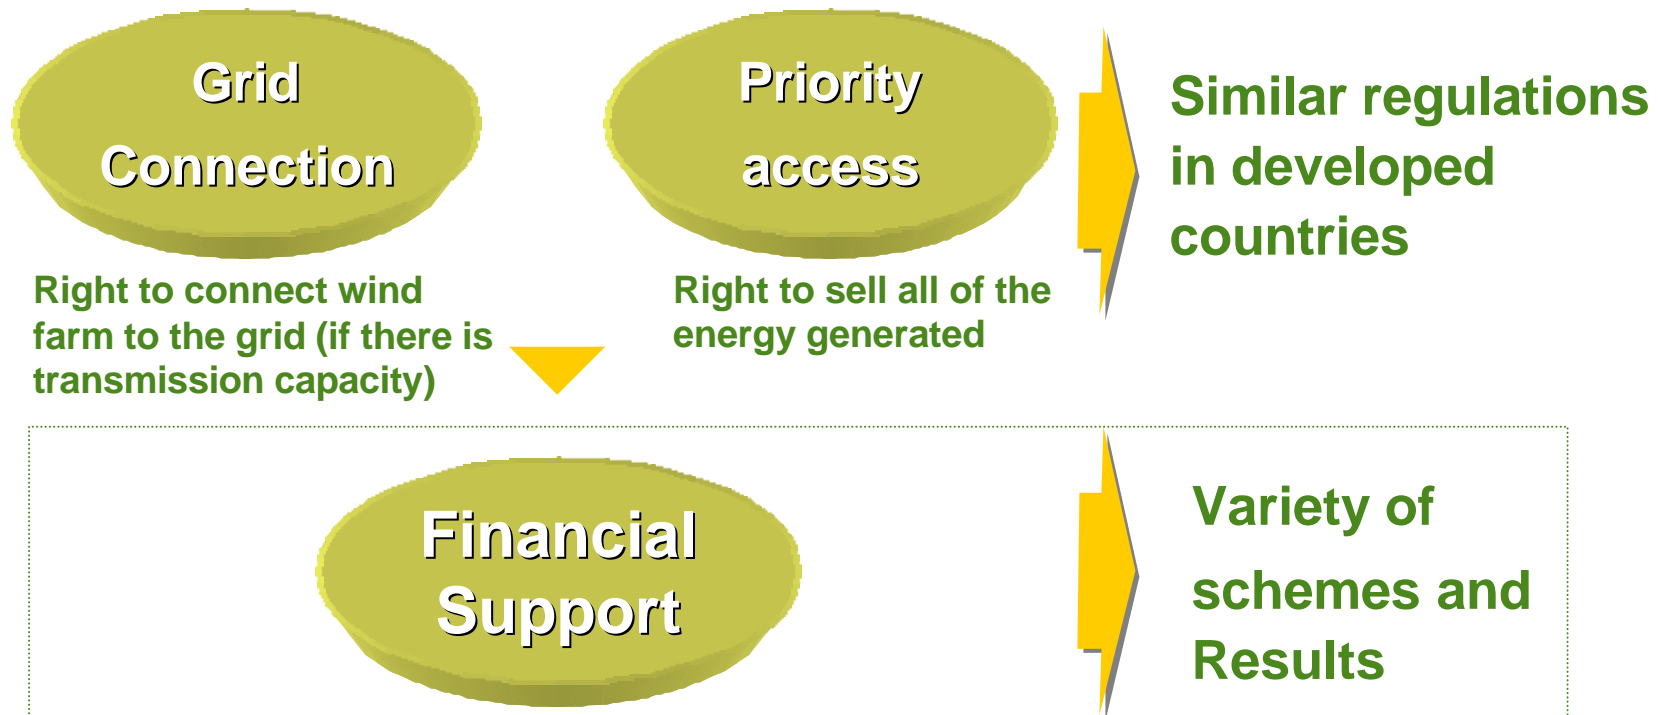 Grid
Connection
Priority
access
Similar regulations
in developed
countries
Right to connect wind
farm to the grid (if there is
transmission capacity)
Right to sell all of the
energy generated
Financial
Support
Variety of
schemes and
Results